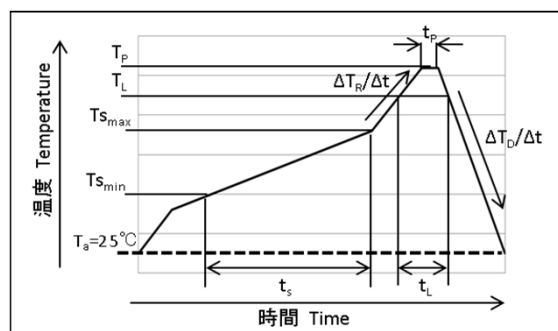 t_P
T_P
T_L
ΔT_R/Δt
Ts_max
ΔT_D/Δt
Ts_min
T_a=25℃
t_s
t_L
温度 Temperature
時間 Time